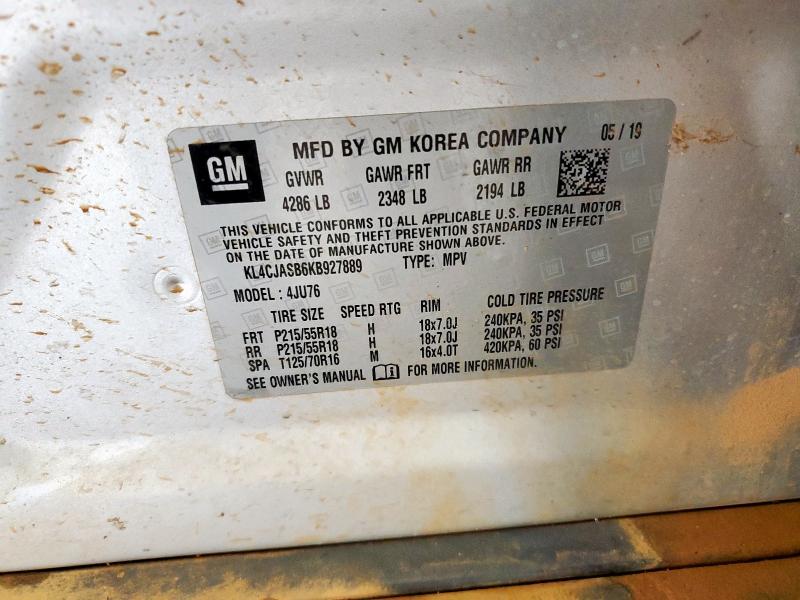 GM
MFD BY GM KOREA COMPANY 05 / 19
GVWR GAWR FRT GAWR RR
4286 LB 2348 LB 2194 LB
THIS VEHICLE CONFORMS TO ALL APPLICABLE U.S. FEDERAL MOTOR
VEHICLE SAFETY AND THEFT PREVENTION STANDARDS IN EFFECT
ON THE DATE OF MANUFACTURE SHOWN ABOVE.
KL4CJASB6KB927889 TYPE: MPV
MODEL: 4JU76
TIRE SIZE SPEED RTG RIM COLD TIRE PRESSURE
FRT P215/55R18 H 18x7.0J 240KPA, 35 PSI
RR P215/55R18 H 18x7.0J 240KPA, 35 PSI
SPA T125/70R16 M 16x4.0T 420KPA, 60 PSI
SEE OWNER'S MANUAL FOR MORE INFORMATION.